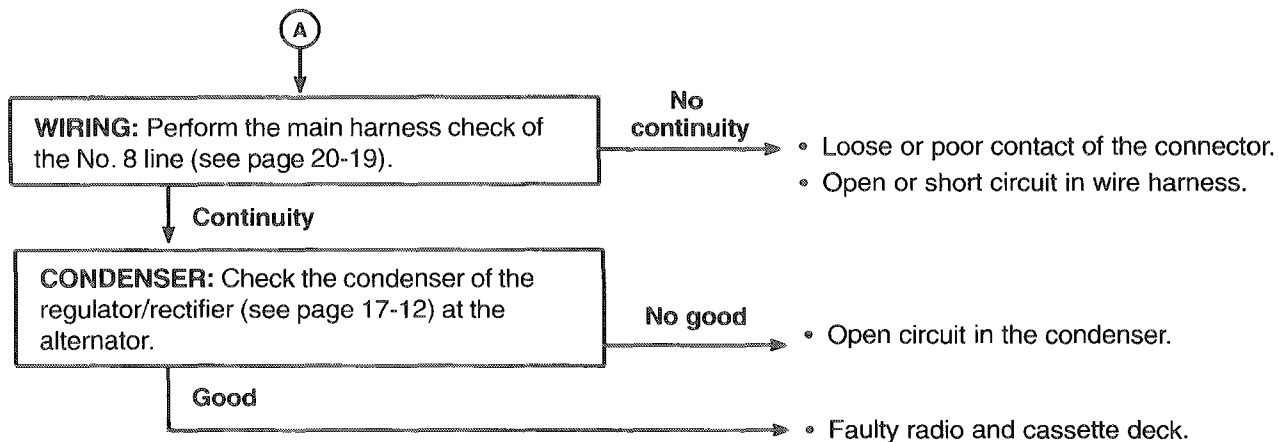 A
WIRING: Perform the main harness check of
the No. 8 line (see page 20-19).
No
continuity
• Loose or poor contact of the connector.
• Open or short circuit in wire harness.
Continuity
CONDENSER: Check the condenser of the
regulator/rectifier (see page 17-12) at the
alternator.
No good
• Open circuit in the condenser.
Good
• Faulty radio and cassette deck.